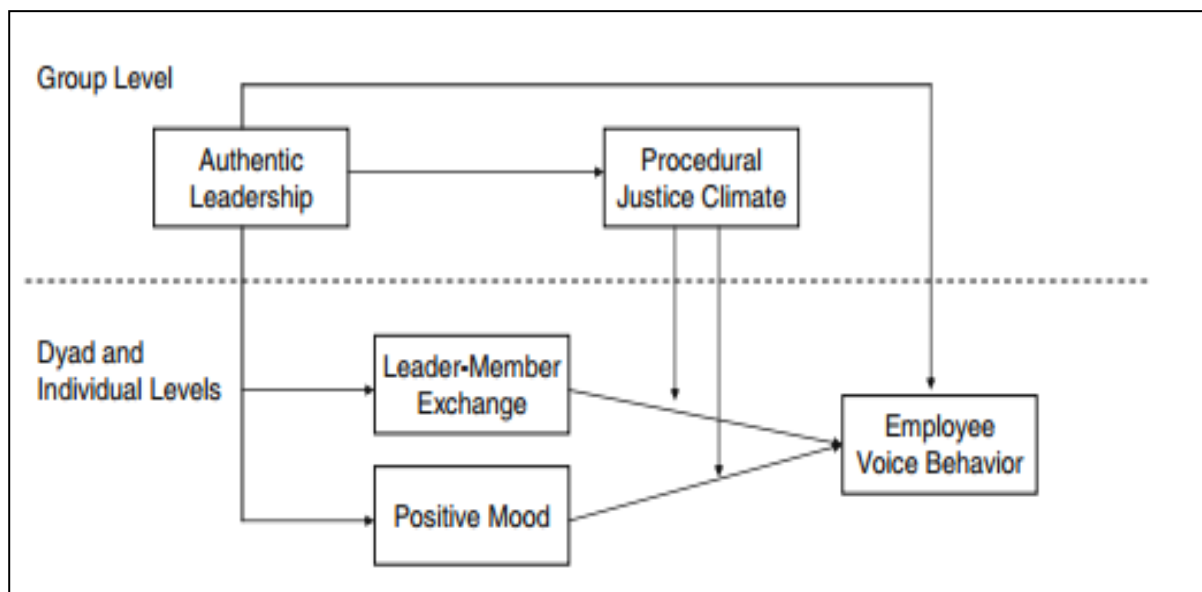 Group Level
Authentic
Leadership
Procedural
Justice Climate
Dyad and
Individual Levels
Leader-Member
Exchange
Employee
Voice Behavior
Positive Mood